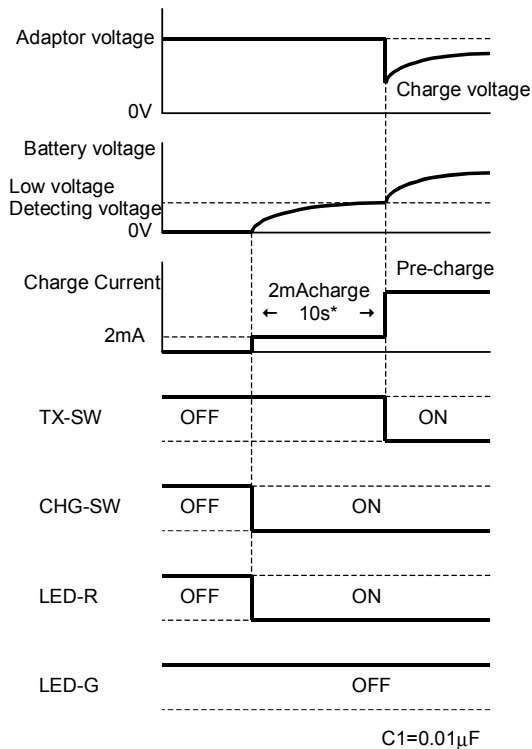 Adaptor voltage
Charge voltage
0V
Battery voltage
Low voltage
Detecting voltage
0V
Charge Current
Pre-charge
2mAcharge
← 10s* →
2mA
TX-SW OFF ON
CHG-SW OFF ON
LED-R OFF ON
LED-G OFF
C1=0.01μF